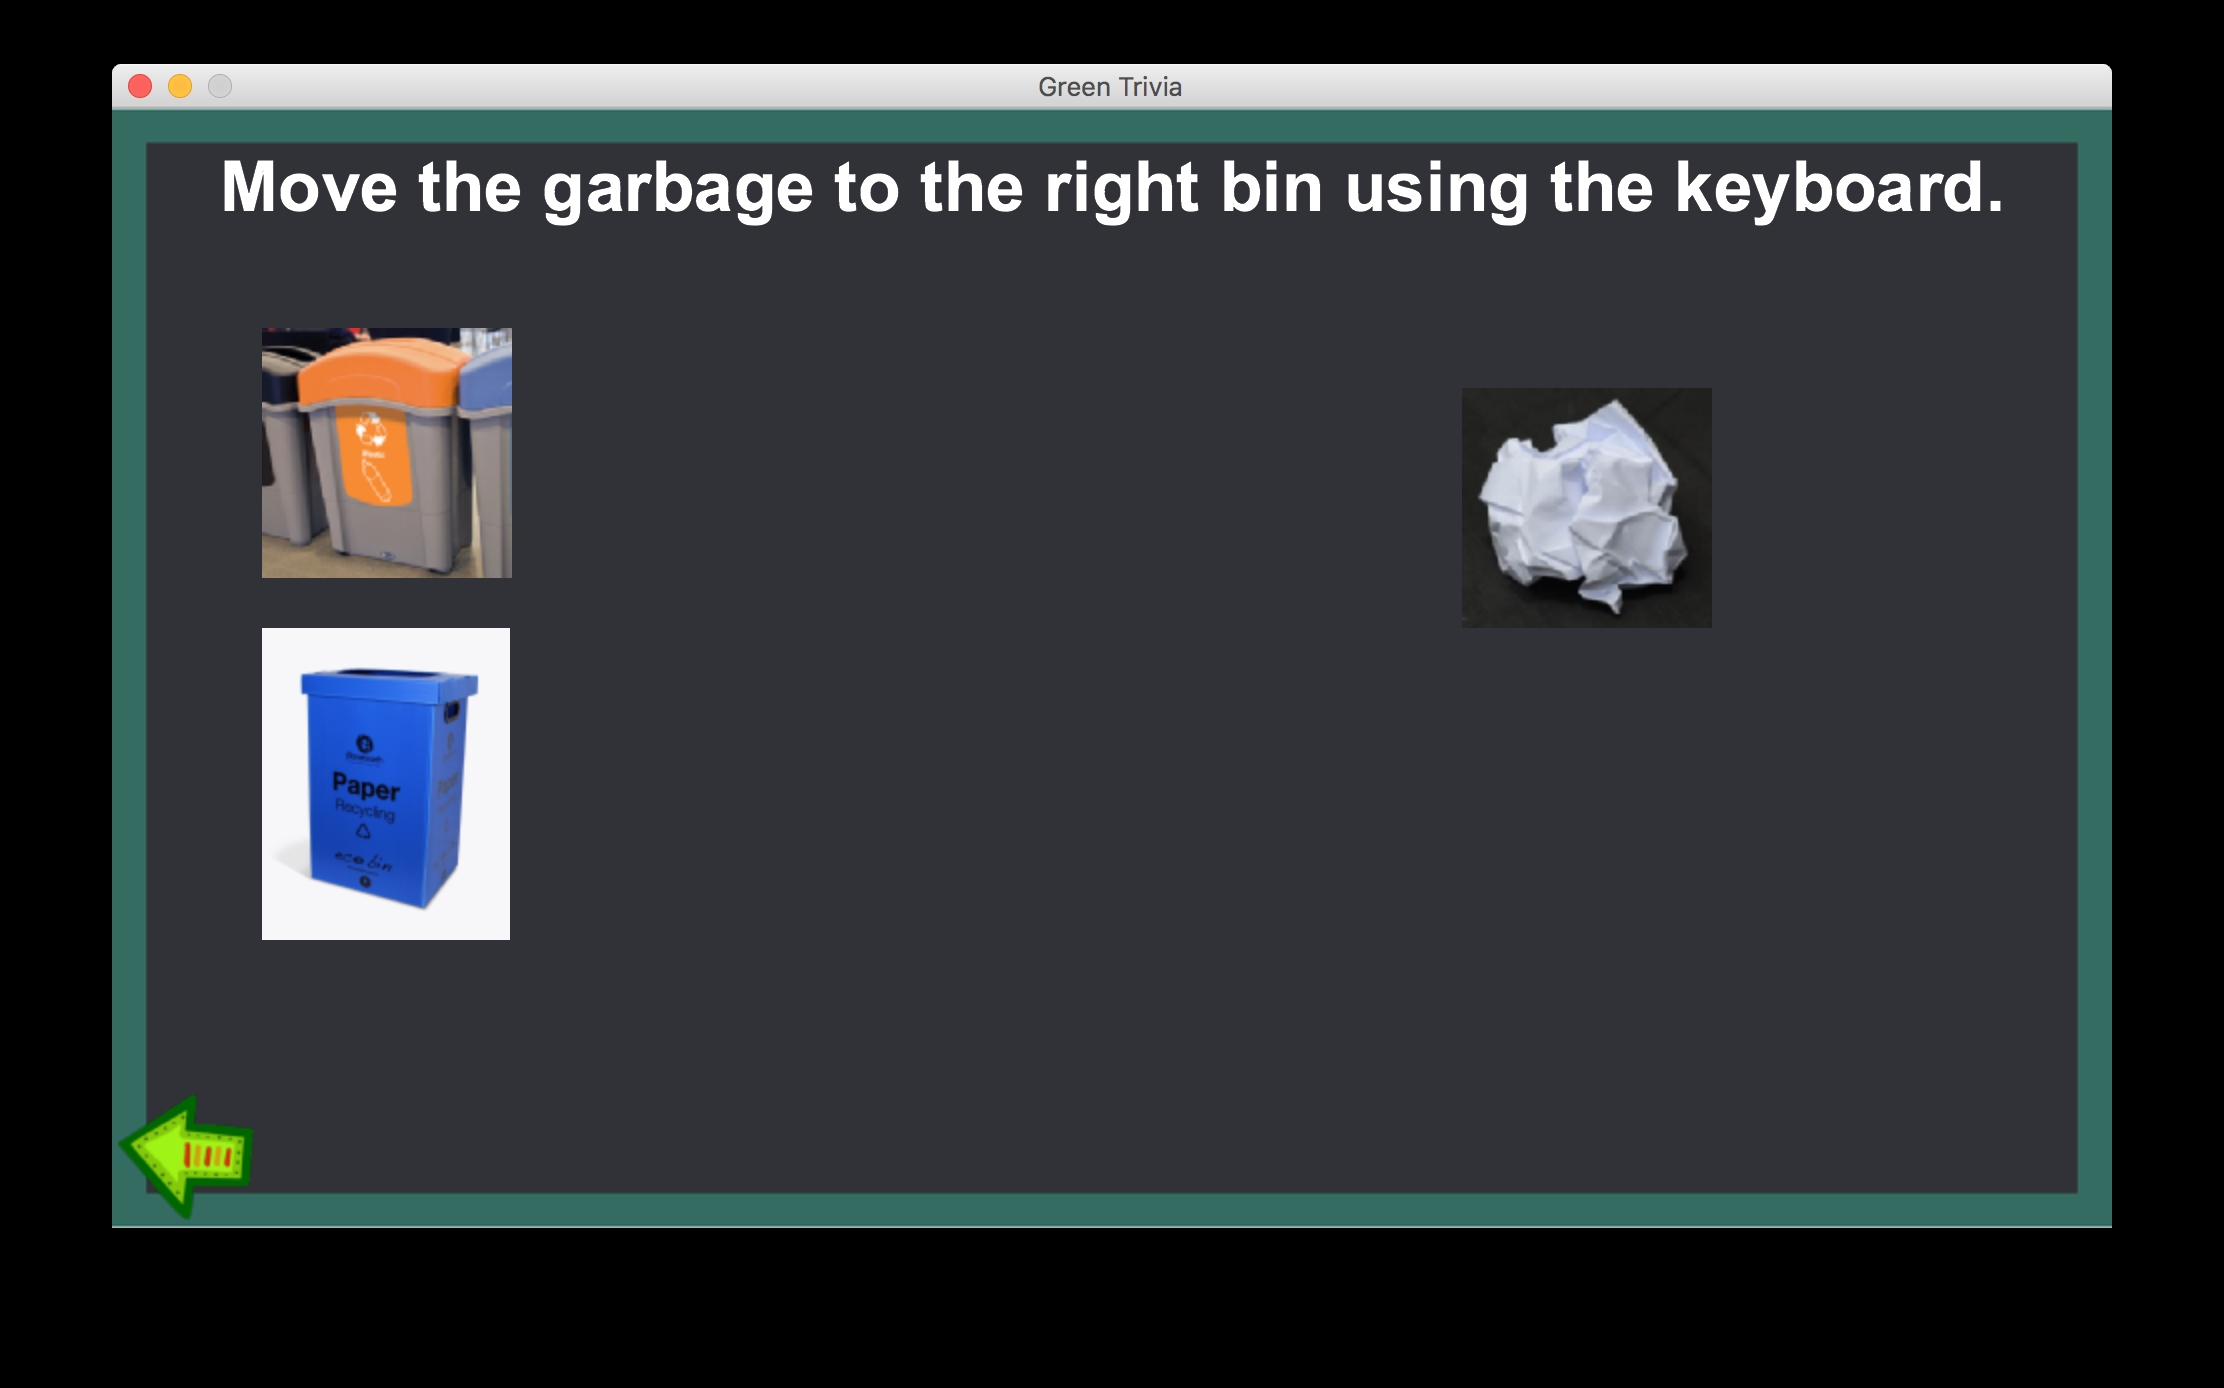 Green Trivia
Move the garbage to the right bin using the keyboard.
Paper
Recycling
eco bin